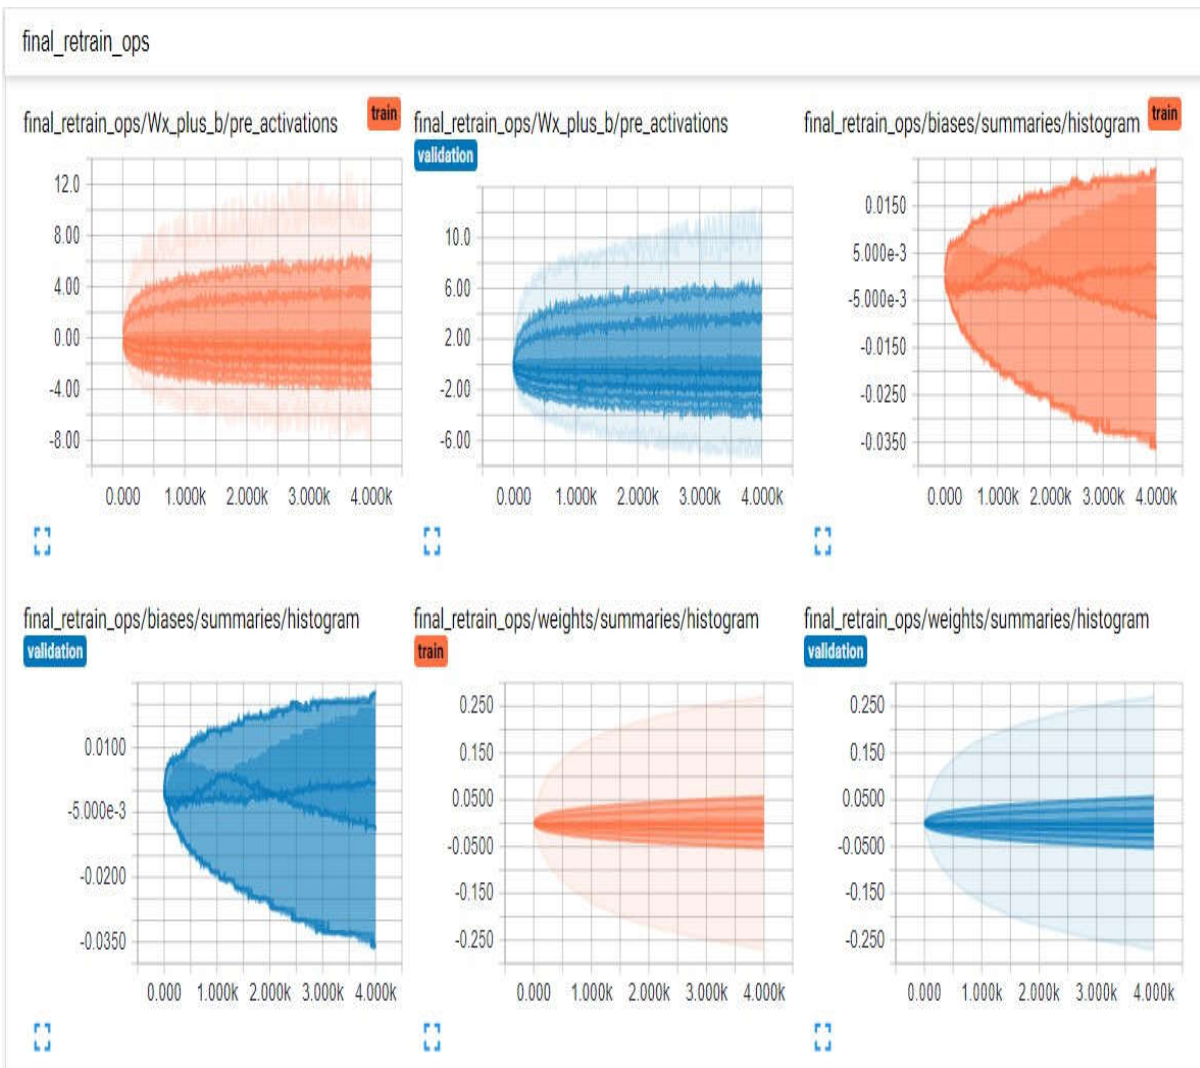 final_retrain_ops
final_retrain_ops/Wx_plus_b/pre_activations train
12.0
8.00
4.00
0.00
-4.00
-8.00
0.000 1.000k 2.000k 3.000k 4.000k
final_retrain_ops/Wx_plus_b/pre_activations
validation
10.0
6.00
2.00
-2.00
-6.00
0.000 1.000k 2.000k 3.000k 4.000k
final_retrain_ops/biases/summaries/histogram train
0.0150
5.000e-3
-5.000e-3
-0.0150
-0.0250
-0.0350
0.000 1.000k 2.000k 3.000k 4.000k
final_retrain_ops/biases/summaries/histogram
validation
0.0100
-5.000e-3
-0.0200
-0.0350
0.000 1.000k 2.000k 3.000k 4.000k
final_retrain_ops/weights/summaries/histogram
train
0.250
0.150
0.0500
-0.0500
-0.150
-0.250
0.000 1.000k 2.000k 3.000k 4.000k
final_retrain_ops/weights/summaries/histogram
validation
0.250
0.150
0.0500
-0.0500
-0.150
-0.250
0.000 1.000k 2.000k 3.000k 4.000k